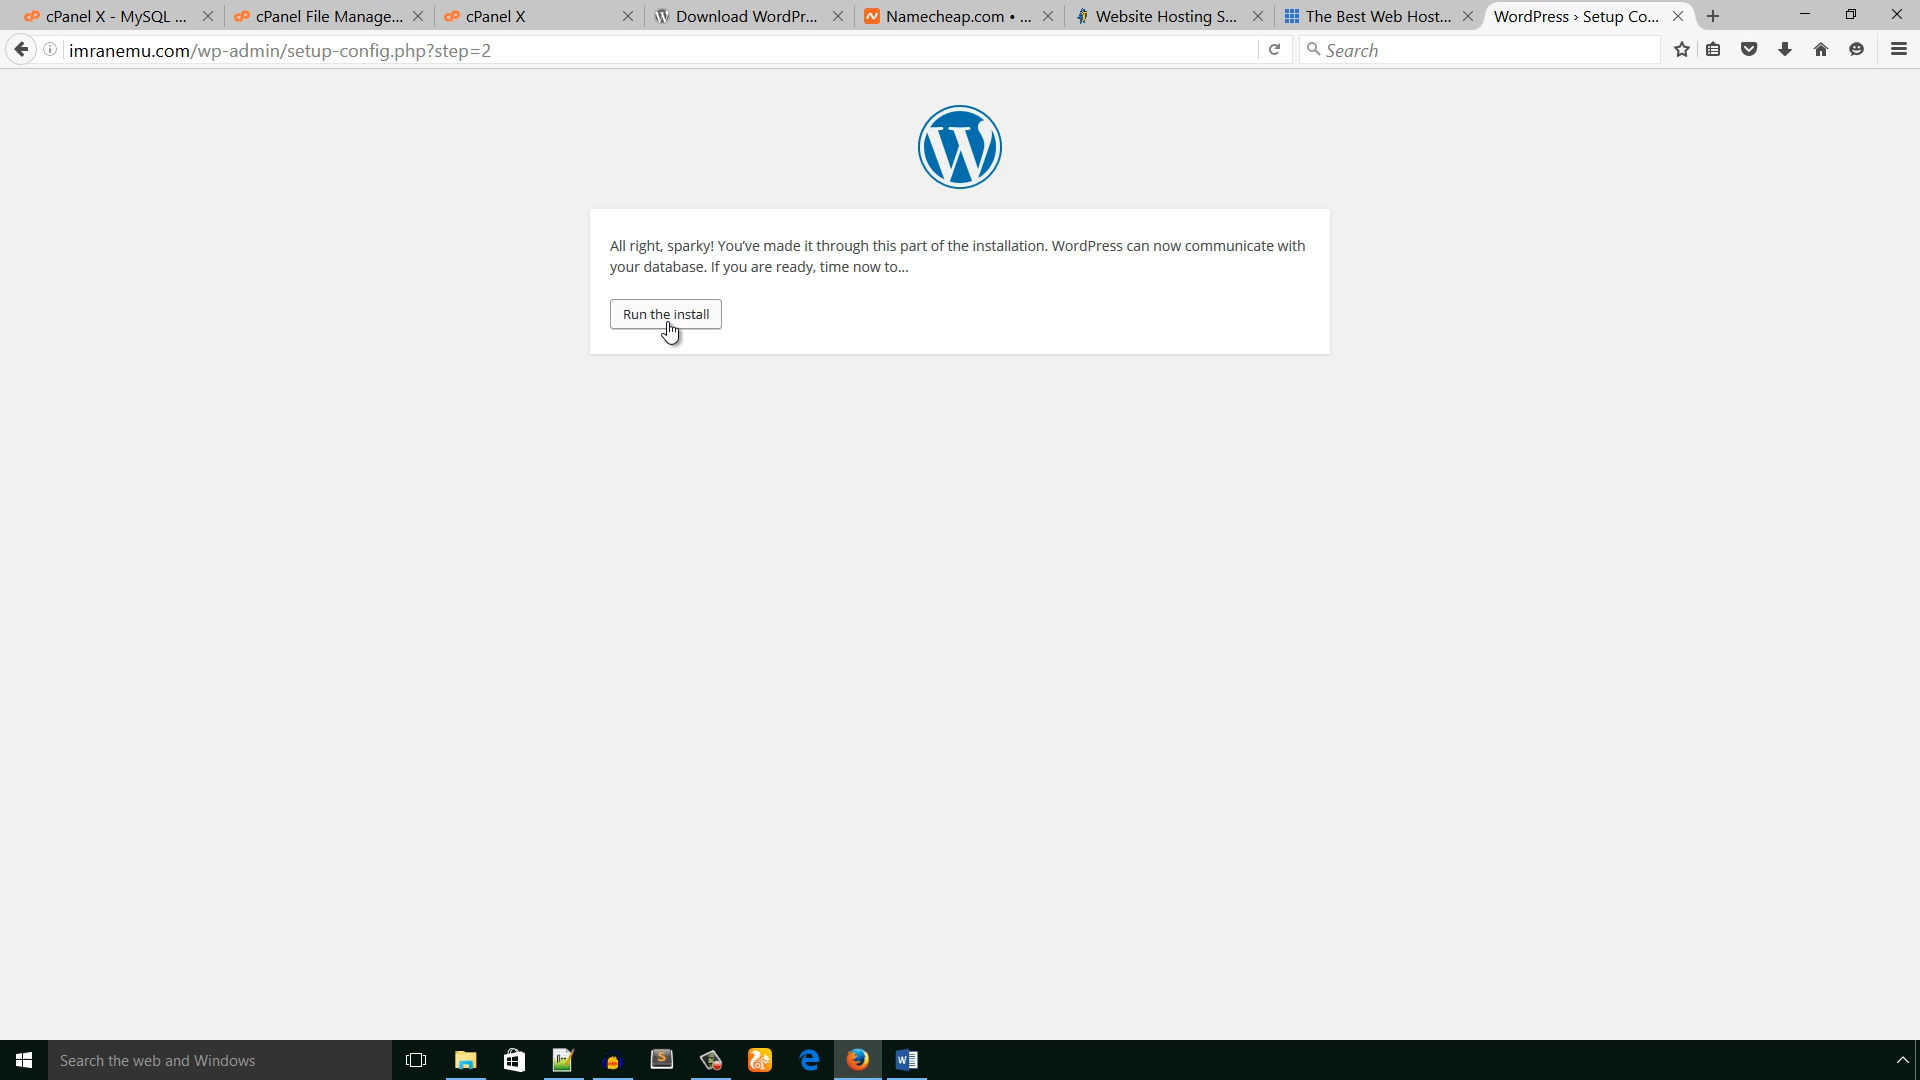 cPanel X - MySQL ...
cPanel File Manage...
cPanel X
Download WordPr...
Namecheap.com • ...
Website Hosting S...
The Best Web Host...
WordPress › Setup Co...
imranemu.com/wp-admin/setup-config.php?step=2
Search
All right, sparky! You've made it through this part of the installation. WordPress can now communicate with
your database. If you are ready, time now to...
Run the install
Search the web and Windows